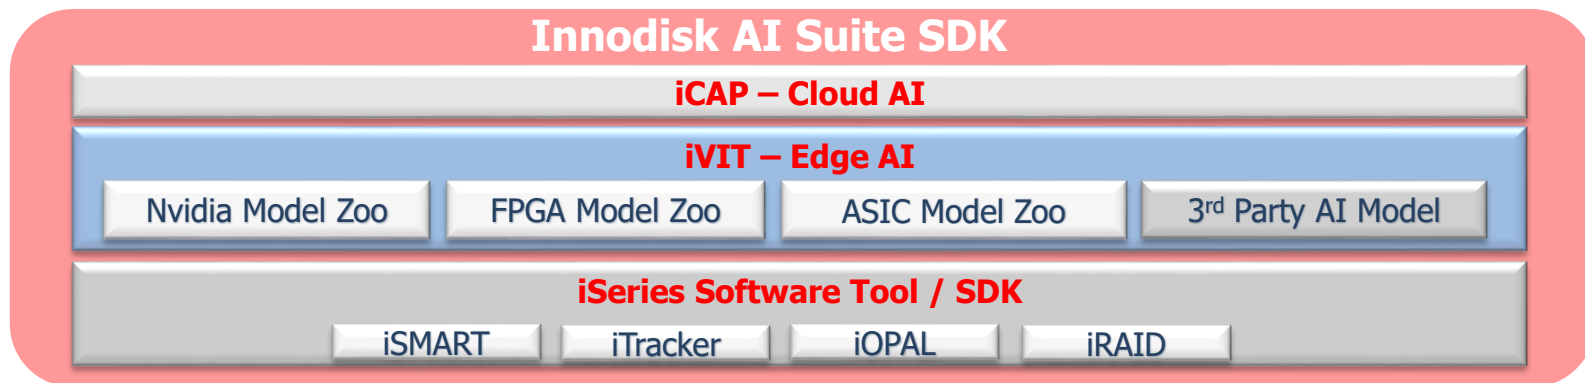 Innodisk AI Suite SDK
iCAP – Cloud AI
iVIT – Edge AI
Nvidia Model Zoo
FPGA Model Zoo
ASIC Model Zoo
3rd Party AI Model
iSeries Software Tool / SDK
iSMART
iTracker
iOPAL
iRAID